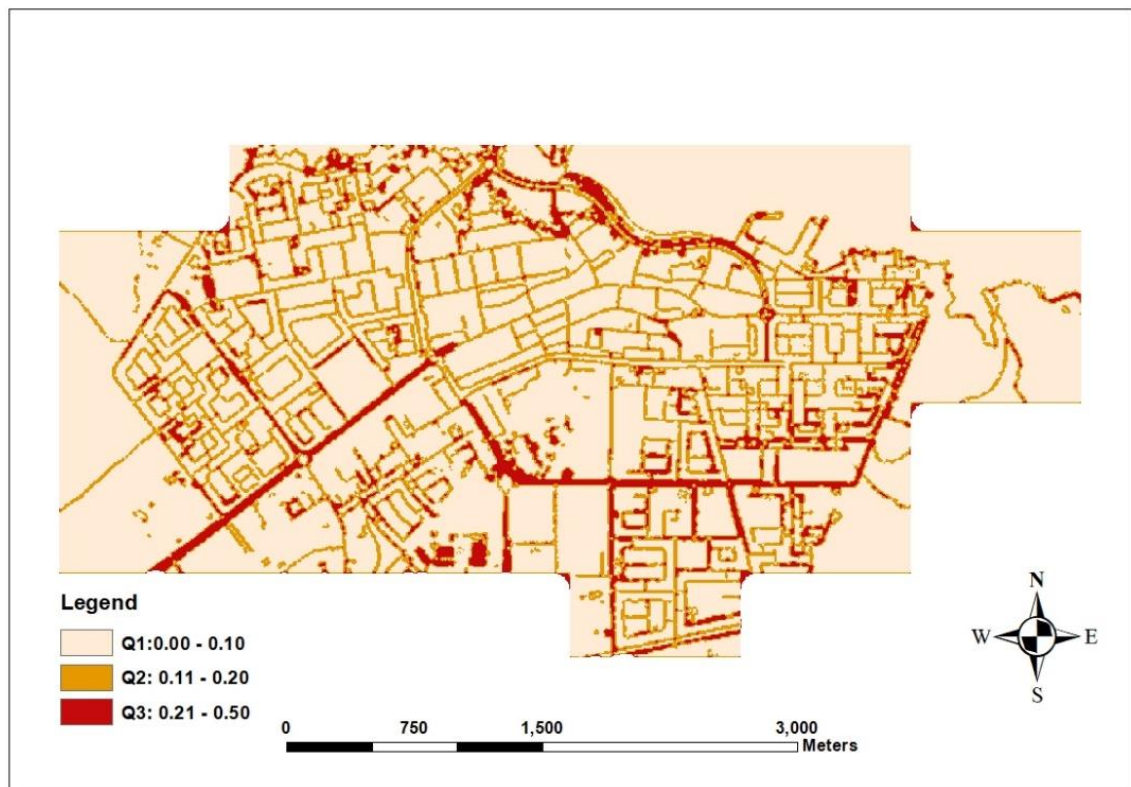 Legend
Q1:0.00 - 0.10
Q2: 0.11 - 0.20
Q3: 0.21 - 0.50
0 750 1,500 3,000
Meters
N
W E
S